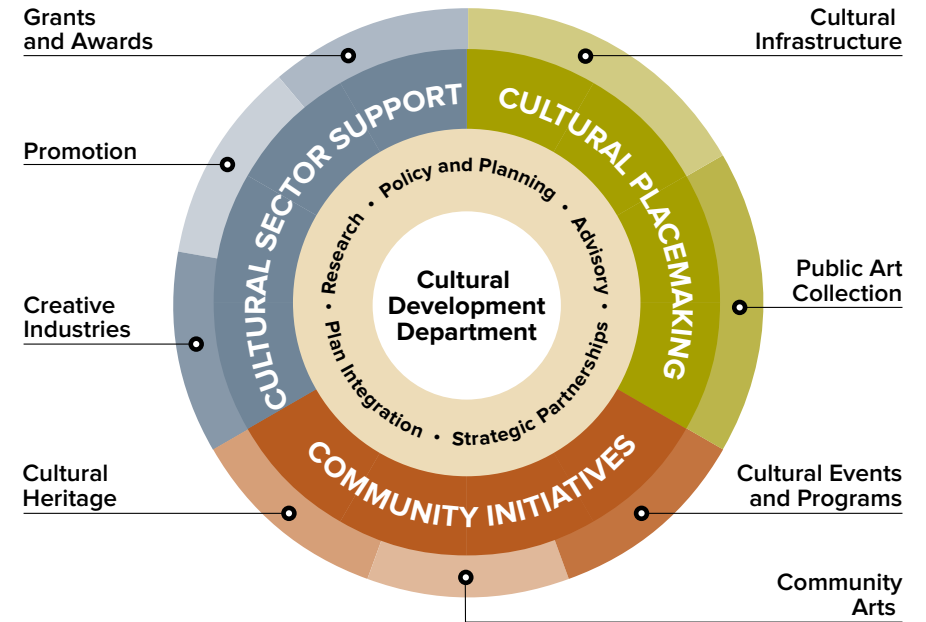 Grants
and Awards
Cultural
Infrastructure
Promotion
Public Art
Collection
Creative
Industries
Cultural
Heritage
Cultural Events
and Programs
Community
Arts
CULTURAL SECTOR SUPPORT
CULTURAL PLACEMAKING
COMMUNITY INITIATIVES
Policy and Planning • Advisory • Strategic Partnerships • Plan Integration • Research •
Cultural
Development
Department